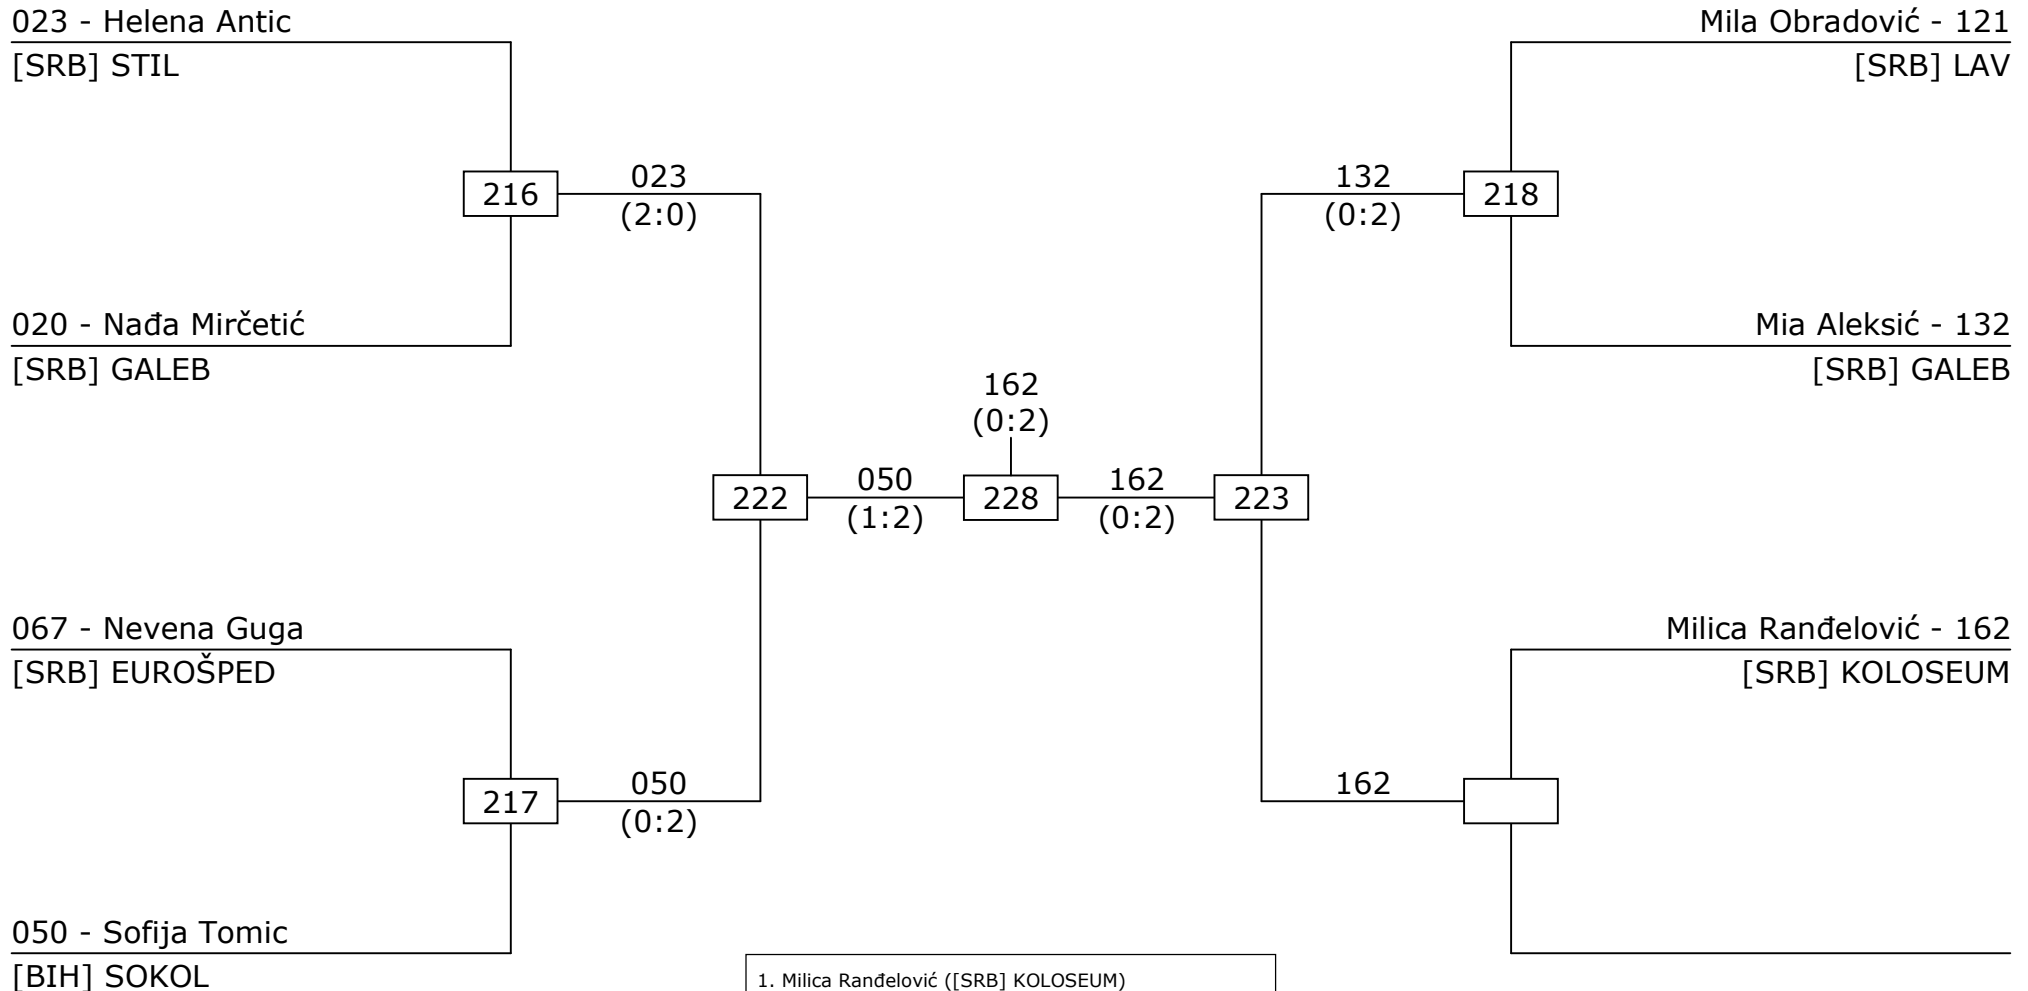 023 - Helena Antic
[SRB] STIL
Mila Obradović - 121
[SRB] LAV
216
023
(2:0)
132
(0:2)
218
020 - Nađa Mirčetić
[SRB] GALEB
Mia Aleksić - 132
[SRB] GALEB
162
(0:2)
222
050
(1:2)
228
162
(0:2)
223
067 - Nevena Guga
[SRB] EUROŠPED
Milica Ranđelović - 162
[SRB] KOLOSEUM
217
050
(0:2)
162
050 - Sofija Tomic
[BIH] SOKOL
1. Milica Ranđelović ([SRB] KOLOSEUM)